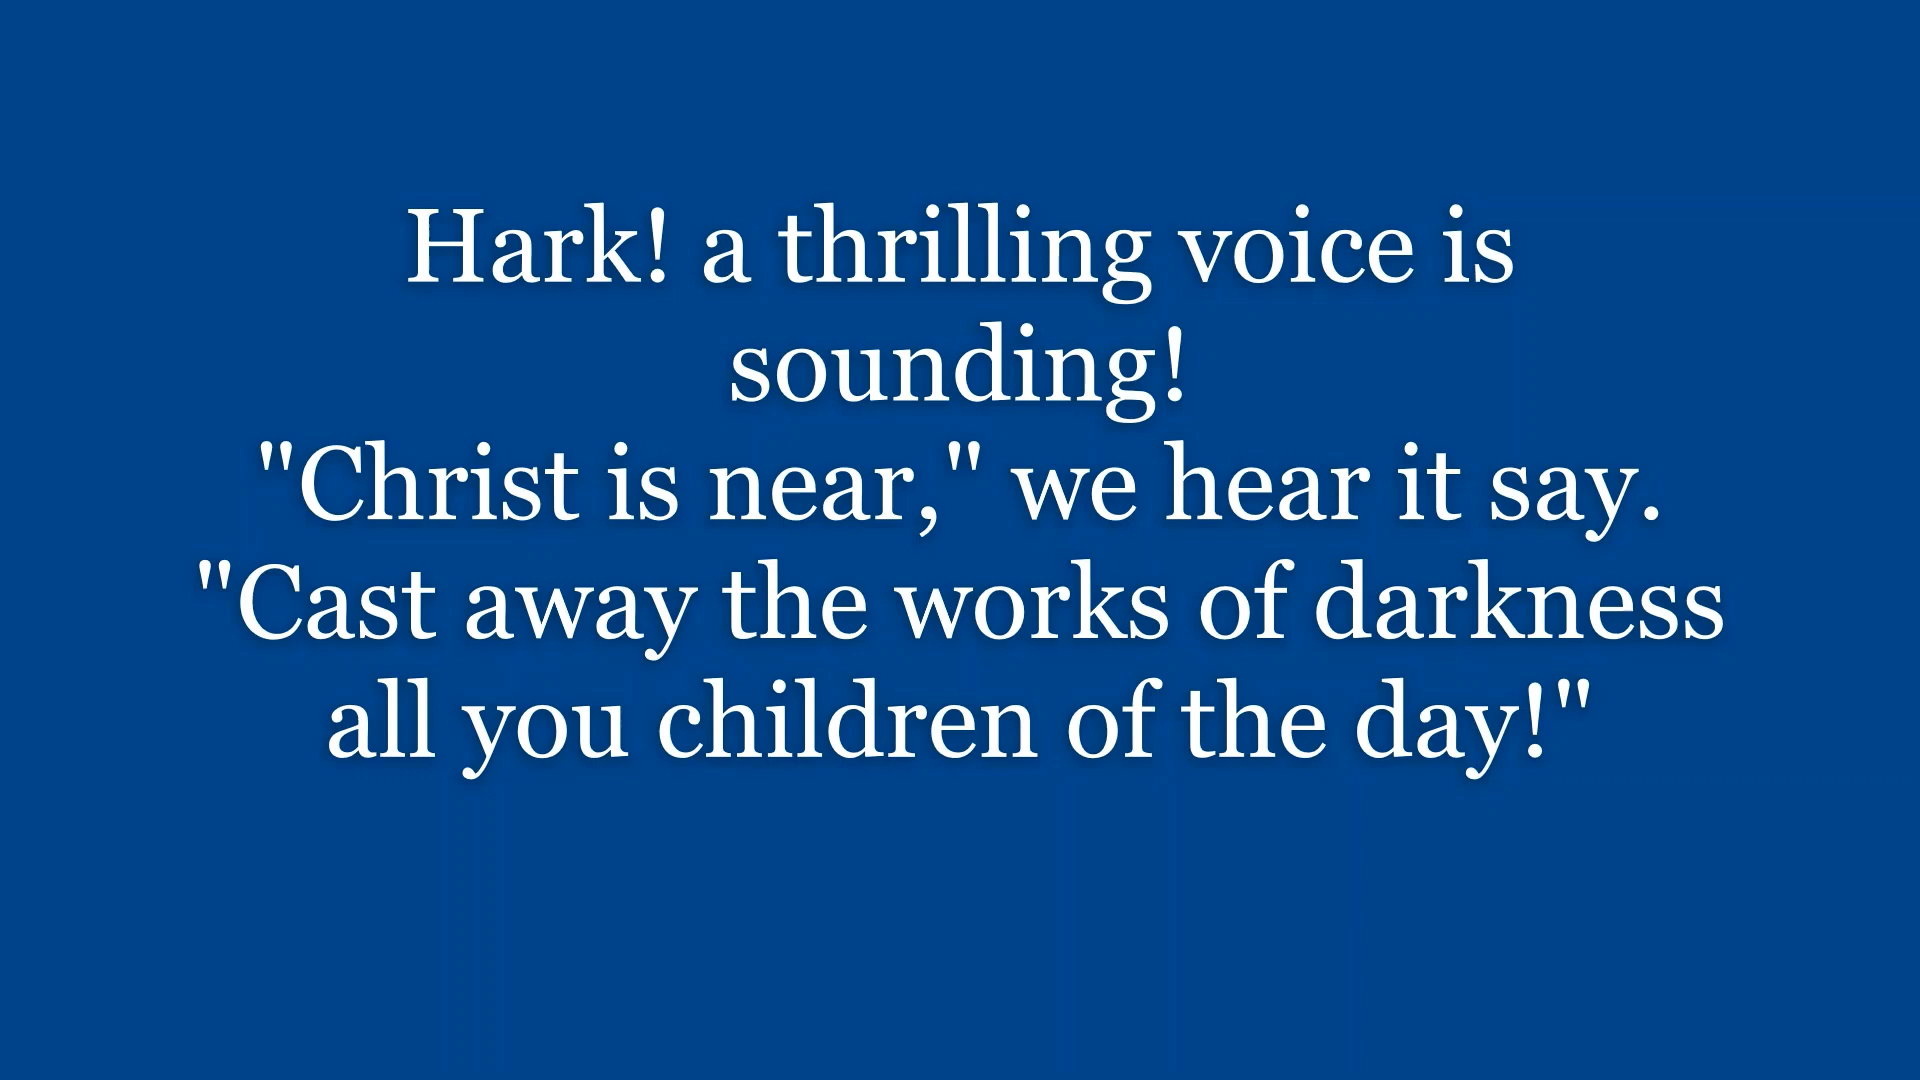 Hark! a thrilling voice is
sounding!
"Christ is near," we hear it say.
"Cast away the works of darkness
all you children of the day!"